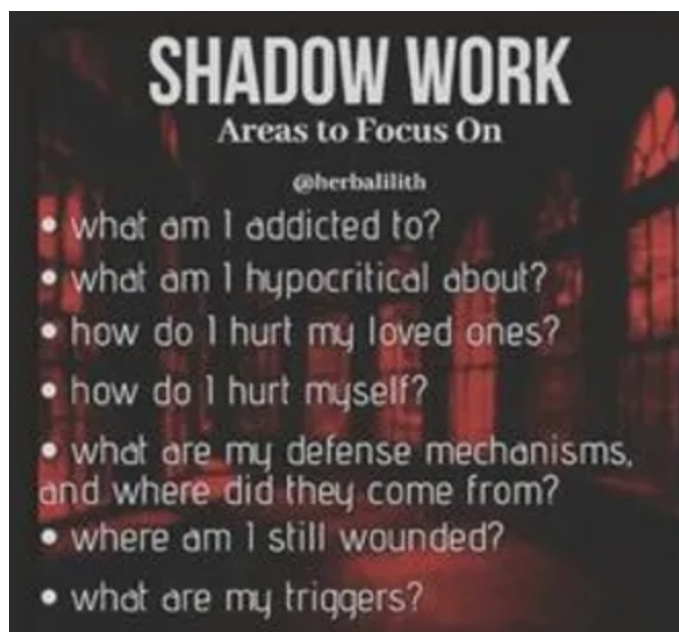 SHADOW WORK
Areas to Focus On
@herbalilith
• what am I addicted to?
• what am I hypocritical about?
• how do I hurt my loved ones?
• how do I hurt myself?
• what are my defense mechanisms,
and where did they come from?
• where am I still wounded?
• what are my triggers?